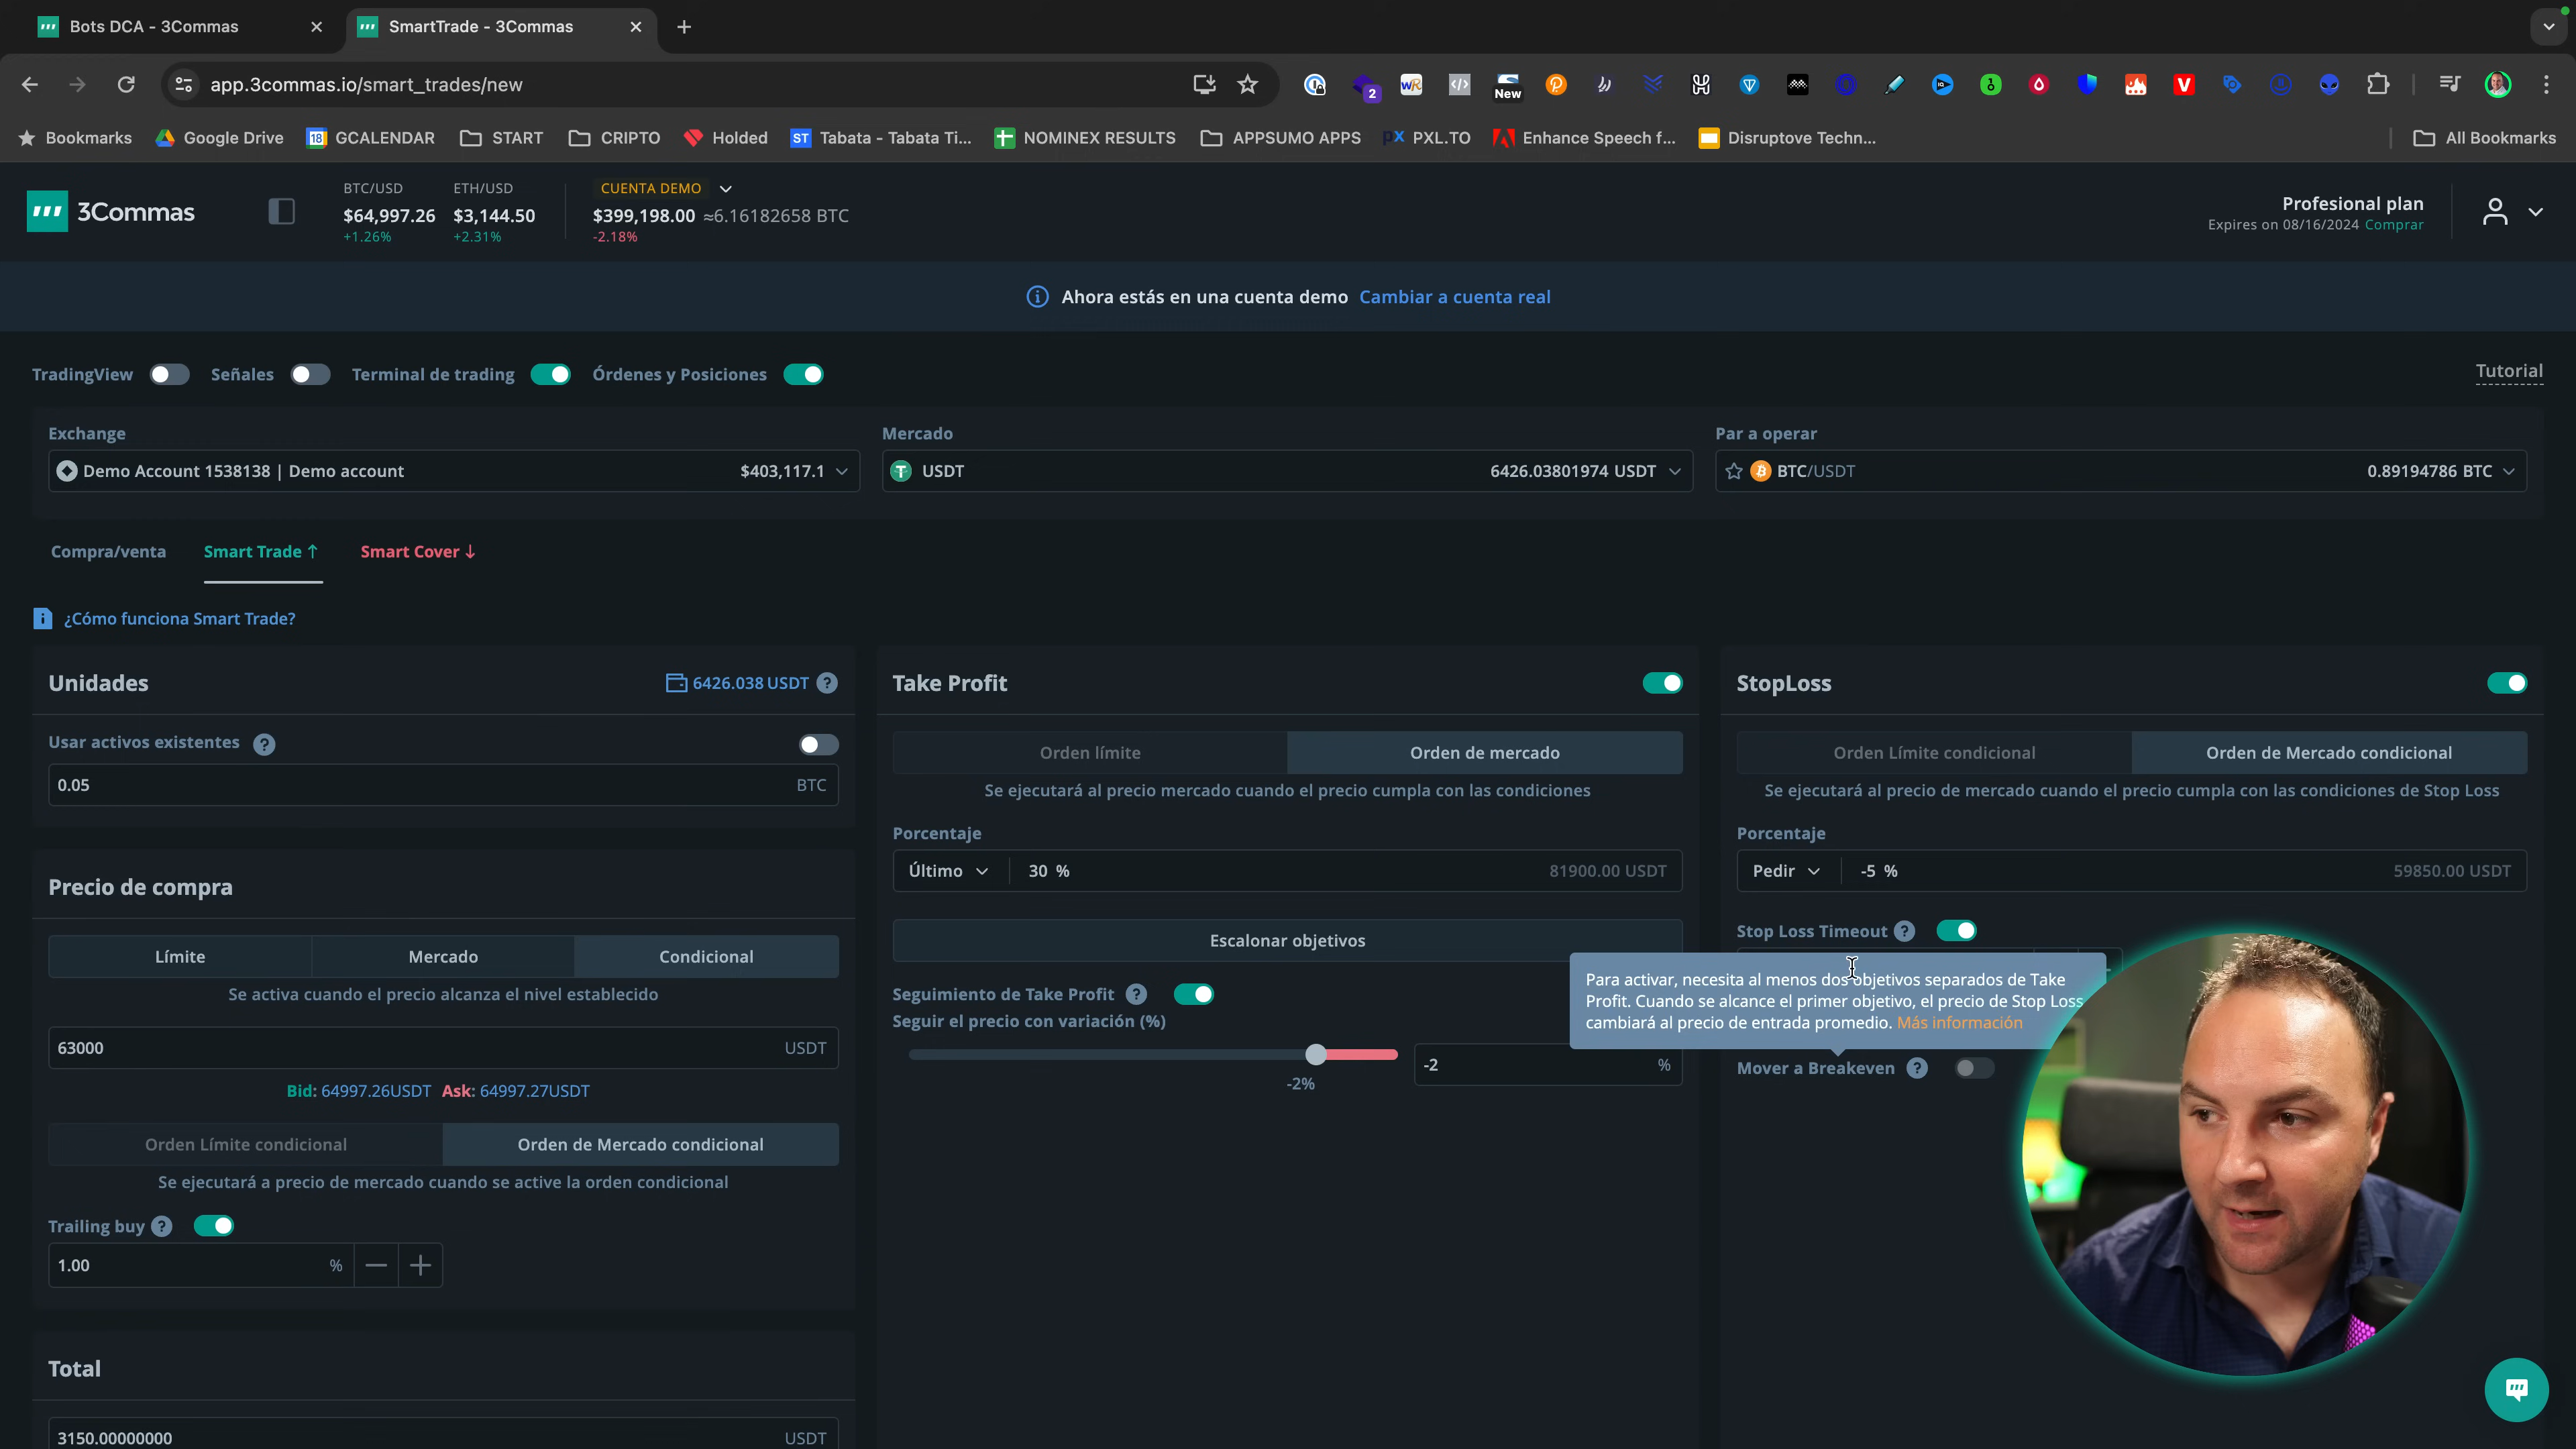 Bots DCA - 3Commas
SmartTrade - 3Commas
app.3commas.io/smart_trades/new
2
New
Bookmarks
Google Drive
18 GCALENDAR
START
CRIPTO
Holded
ST Tabata - Tabata Ti...
NOMINEX RESULTS
APPSUMO APPS
PX PXL.TO
Enhance Speech f...
Disruptove Techn...
All Bookmarks
3Commas
BTC/USD
$64,997.26
+1.26%
ETH/USD
$3,144.50
+2.31%
CUENTA DEMO
$399,198.00 ≈6.16182658 BTC
-2.18%
Profesional plan
Expires on 08/16/2024 Comprar
Ahora estás en una cuenta demo Cambiar a cuenta real
TradingView
Señales
Terminal de trading
Órdenes y Posiciones
Tutorial
Exchange
Demo Account 1538138 | Demo account $403,117.1
Mercado
USDT 6426.03801974 USDT
Par a operar
BTC/USDT 0.89194786 BTC
Compra/venta
Smart Trade ↑
Smart Cover ↓
¿Cómo funciona Smart Trade?
Unidades
6426.038 USDT ?
Usar activos existentes ?
0.05 BTC
Precio de compra
Límite
Mercado
Condicional
Se activa cuando el precio alcanza el nivel establecido
63000 USDT
Bid: 64997.26USDT Ask: 64997.27USDT
Orden Límite condicional
Orden de Mercado condicional
Se ejecutará a precio de mercado cuando se active la orden condicional
Trailing buy ?
1.00 % — +
Total
3150.00000000 USDT
Take Profit
Orden límite
Orden de mercado
Se ejecutará al precio mercado cuando el precio cumpla con las condiciones
Porcentaje
Último 30 % 81900.00 USDT
Escalonar objetivos
Seguimiento de Take Profit ?
Seguir el precio con variación (%)
-2%
-2 %
StopLoss
Orden Límite condicional
Orden de Mercado condicional
Se ejecutará al precio de mercado cuando el precio cumpla con las condiciones de Stop Loss
Porcentaje
Pedir -5 % 59850.00 USDT
Stop Loss Timeout ?
Para activar, necesita al menos dos objetivos separados de Take
Profit. Cuando se alcance el primer objetivo, el precio de Stop Loss
cambiará al precio de entrada promedio. Más información
Mover a Breakeven ?